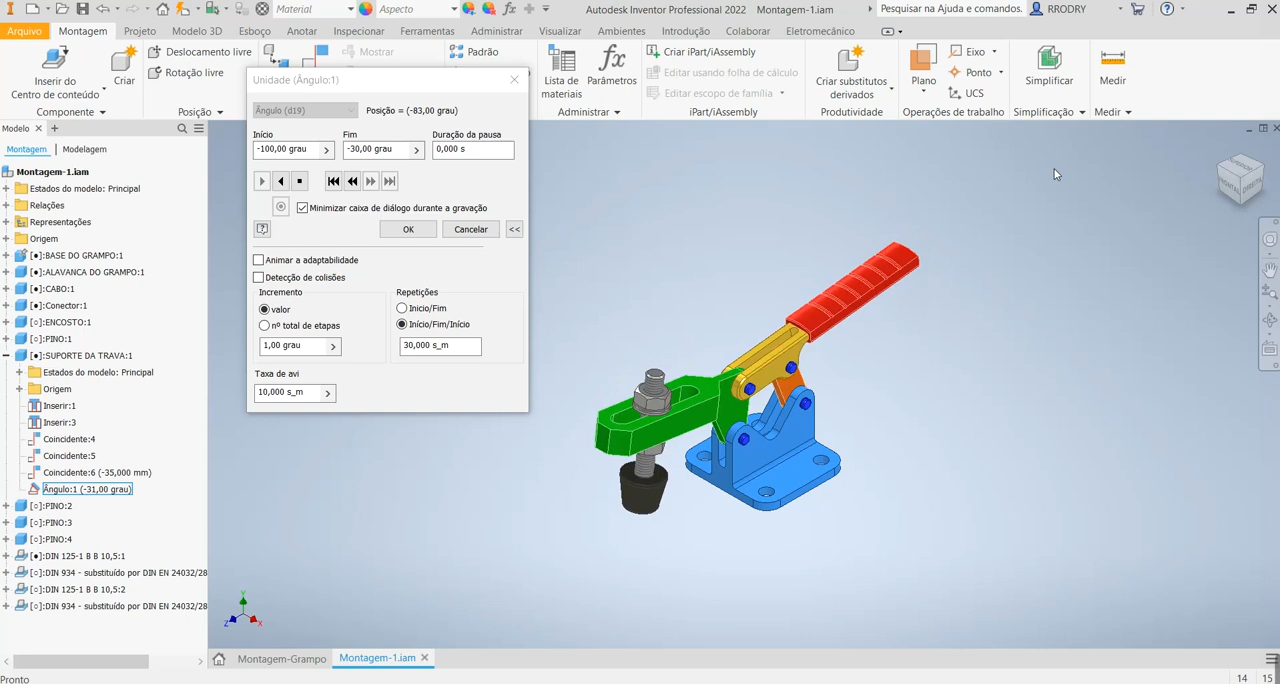 Material
Aspecto
Autodesk Inventor Professional 2022
Montagem-1.iam
Pesquisar na Ajuda e comandos.
RRODRY
Arquivo Montagem Projeto Modelo 3D Esboço Anotar Inspecionar Ferramentas Gerenciar Visualizar Ambientes Introdução Colabora Eletromecânico
Inserir do
Centro de conteúdo
Criar
Componente
Deslocamento livre
Rotação livre
Posição
Mostrar
Padrão
Lista de
materiais
Parâmetros
Administrar
Criar iPart/iAssembly
Editar usando folha de cálculo
Editar escopo de família
iPart/iAssembly
Criar substitutos
derivados
Produtividade
Plano
Eixo
Ponto
UCS
Operações de trabalho
Simplificar
Simplificação
Medir
Medir
Modelo
Montagem Modelagem
Montagem-1.iam
Estados do modelo: Principal
Relações
Representações
Origem
[●]:BASE DO GRAMPO:1
[●]:ALAVANCA DO GRAMPO:1
[●]:CABO:1
[●]:Conector:1
[○]:ENCOSTO:1
[○]:PINO:1
[●]:SUPORTE DA TRAVA:1
Estados do modelo: Principal
Origem
Inserir:1
Inserir:3
Coincidente:4
Coincidente:5
Coincidente:6 (-35,000 mm)
Ângulo:1 (-31,00 grau)
[○]:PINO:2
[○]:PINO:3
[○]:PINO:4
[●]:DIN 125-1 B B 10,5:1
[○]:DIN 934 - substituído por DIN EN 24032/28
[○]:DIN 125-1 B B 10,5:2
[○]:DIN 934 - substituído por DIN EN 24032/28
Unidade (Ângulo:1)
Ângulo (d19)
Posição = (-83,00 grau)
Início Fim Duração da pausa
-100,00 grau -30,00 grau 0,000 s
Minimizar caixa de diálogo durante a gravação
OK Cancelar <<
Animar a adaptabilidade
Detecção de colisões
Incremento
valor
nº total de etapas
1,00 grau
Repetições
Inicio/Fim
Início/Fim/Início
30,000 s_m
Taxa de avi
10,000 s_m
SUPERIOR
FRONTAL
DIREITA
Y
Z
X
Montagem-Grampo
Montagem-1.iam
Pronto
14 15